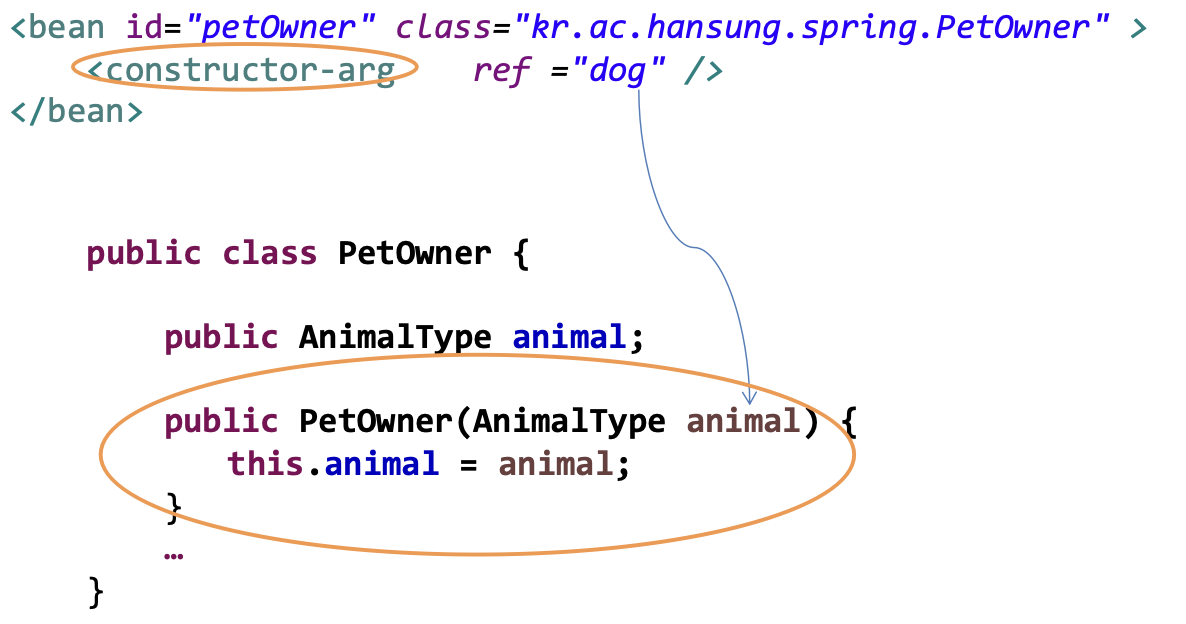 <bean id="petOwner" class="kr.ac.hansung.spring.PetOwner" >
<constructor-arg ref ="dog" />
</bean>
public class PetOwner {
public AnimalType animal;
public PetOwner(AnimalType animal) {
this.animal = animal;
}
…
}